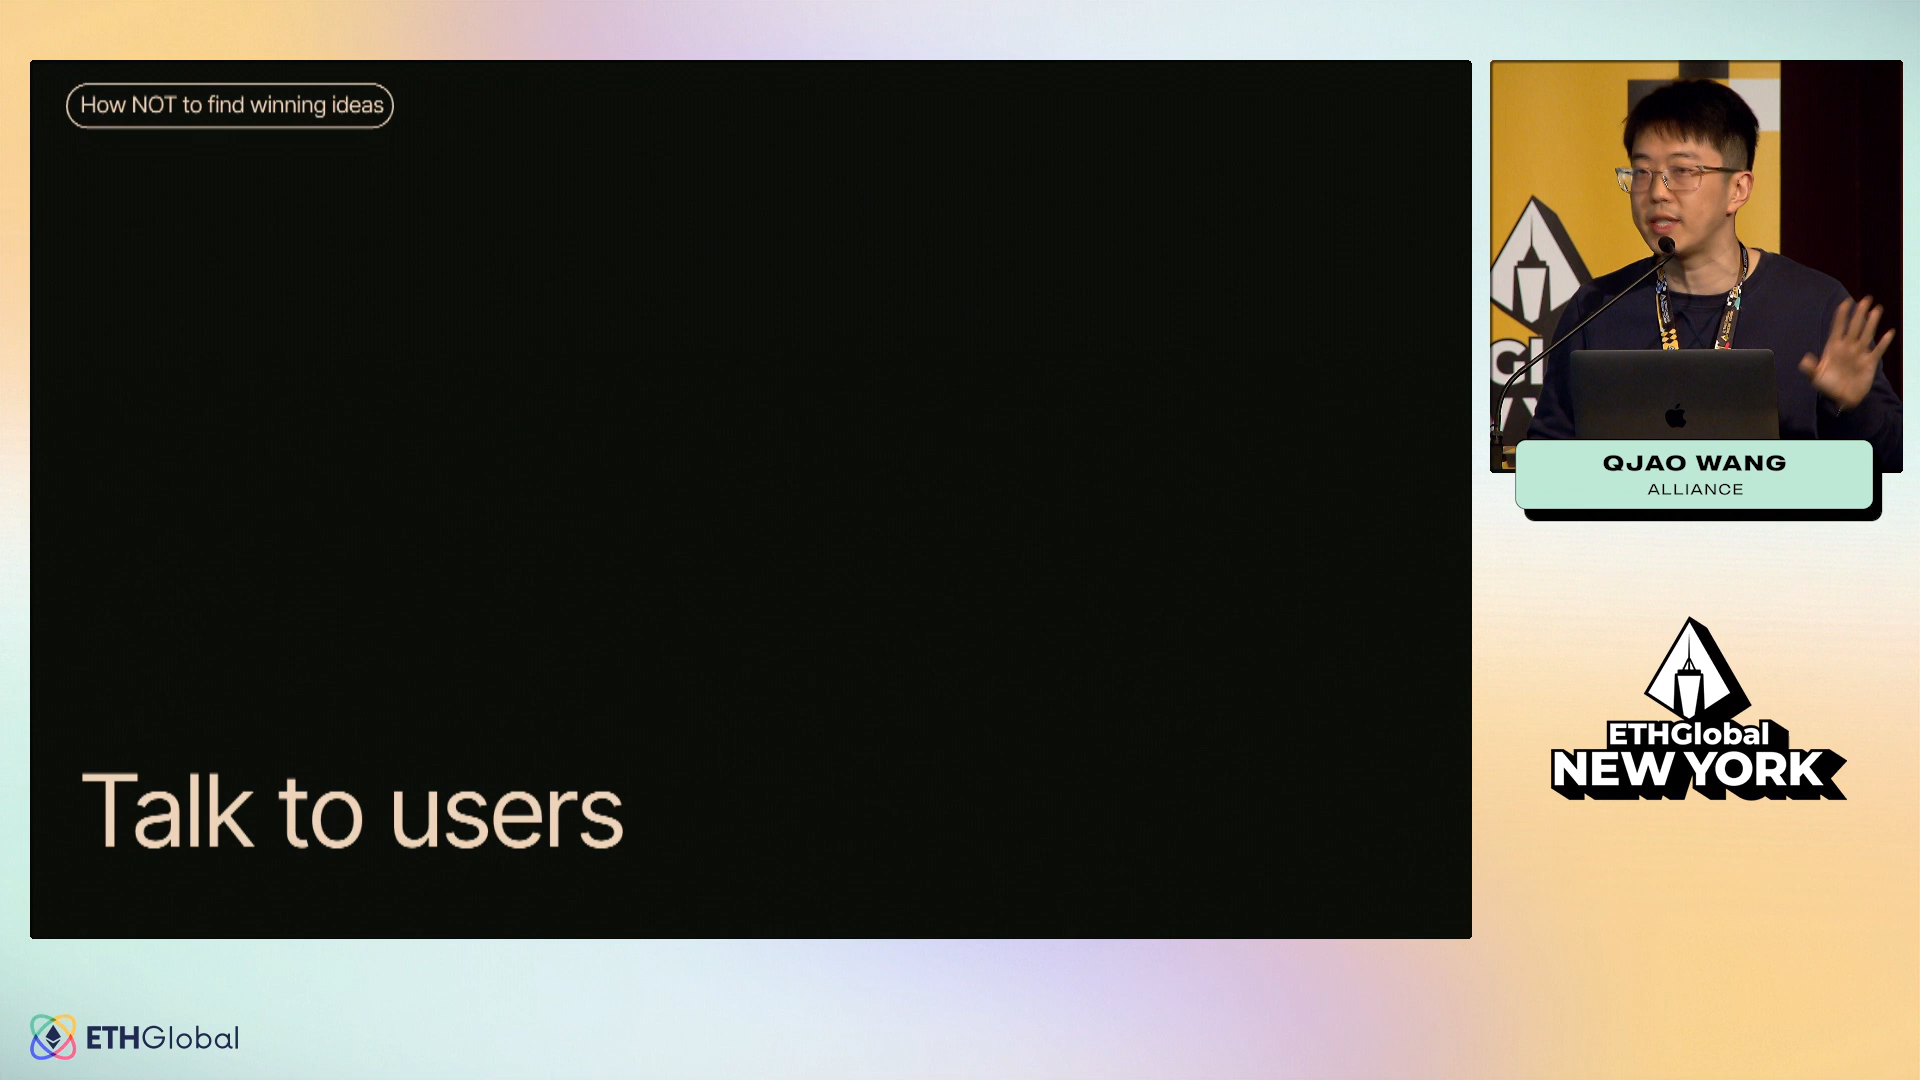 How NOT to find winning ideas
Talk to users
QJAO WANG
ALLIANCE
ETHGlobal
NEW YORK
ETHGlobal